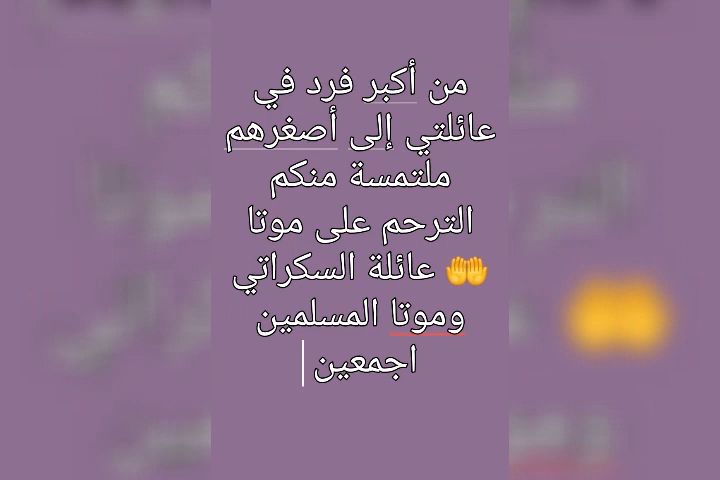 من أكبر فرد في
عائلتي إلى أصغرهم
ملتمسة منكم
الترحم على موتا
🤲 عائلة السكراتي
وموتا المسلمين
اجمعين